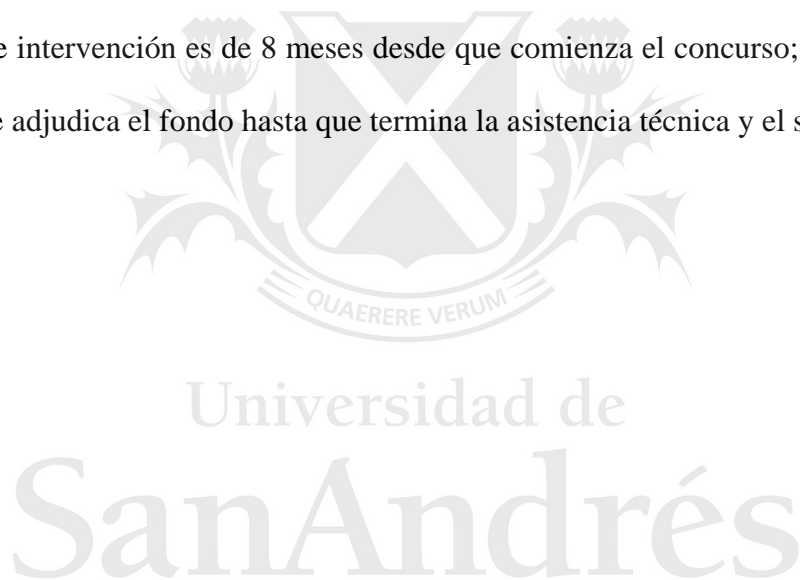 e intervención es de 8 meses desde que comienza el concurso;
e adjudica el fondo hasta que termina la asistencia técnica y el s
QUAERERE VERUM
Universidad de
SanAndrés